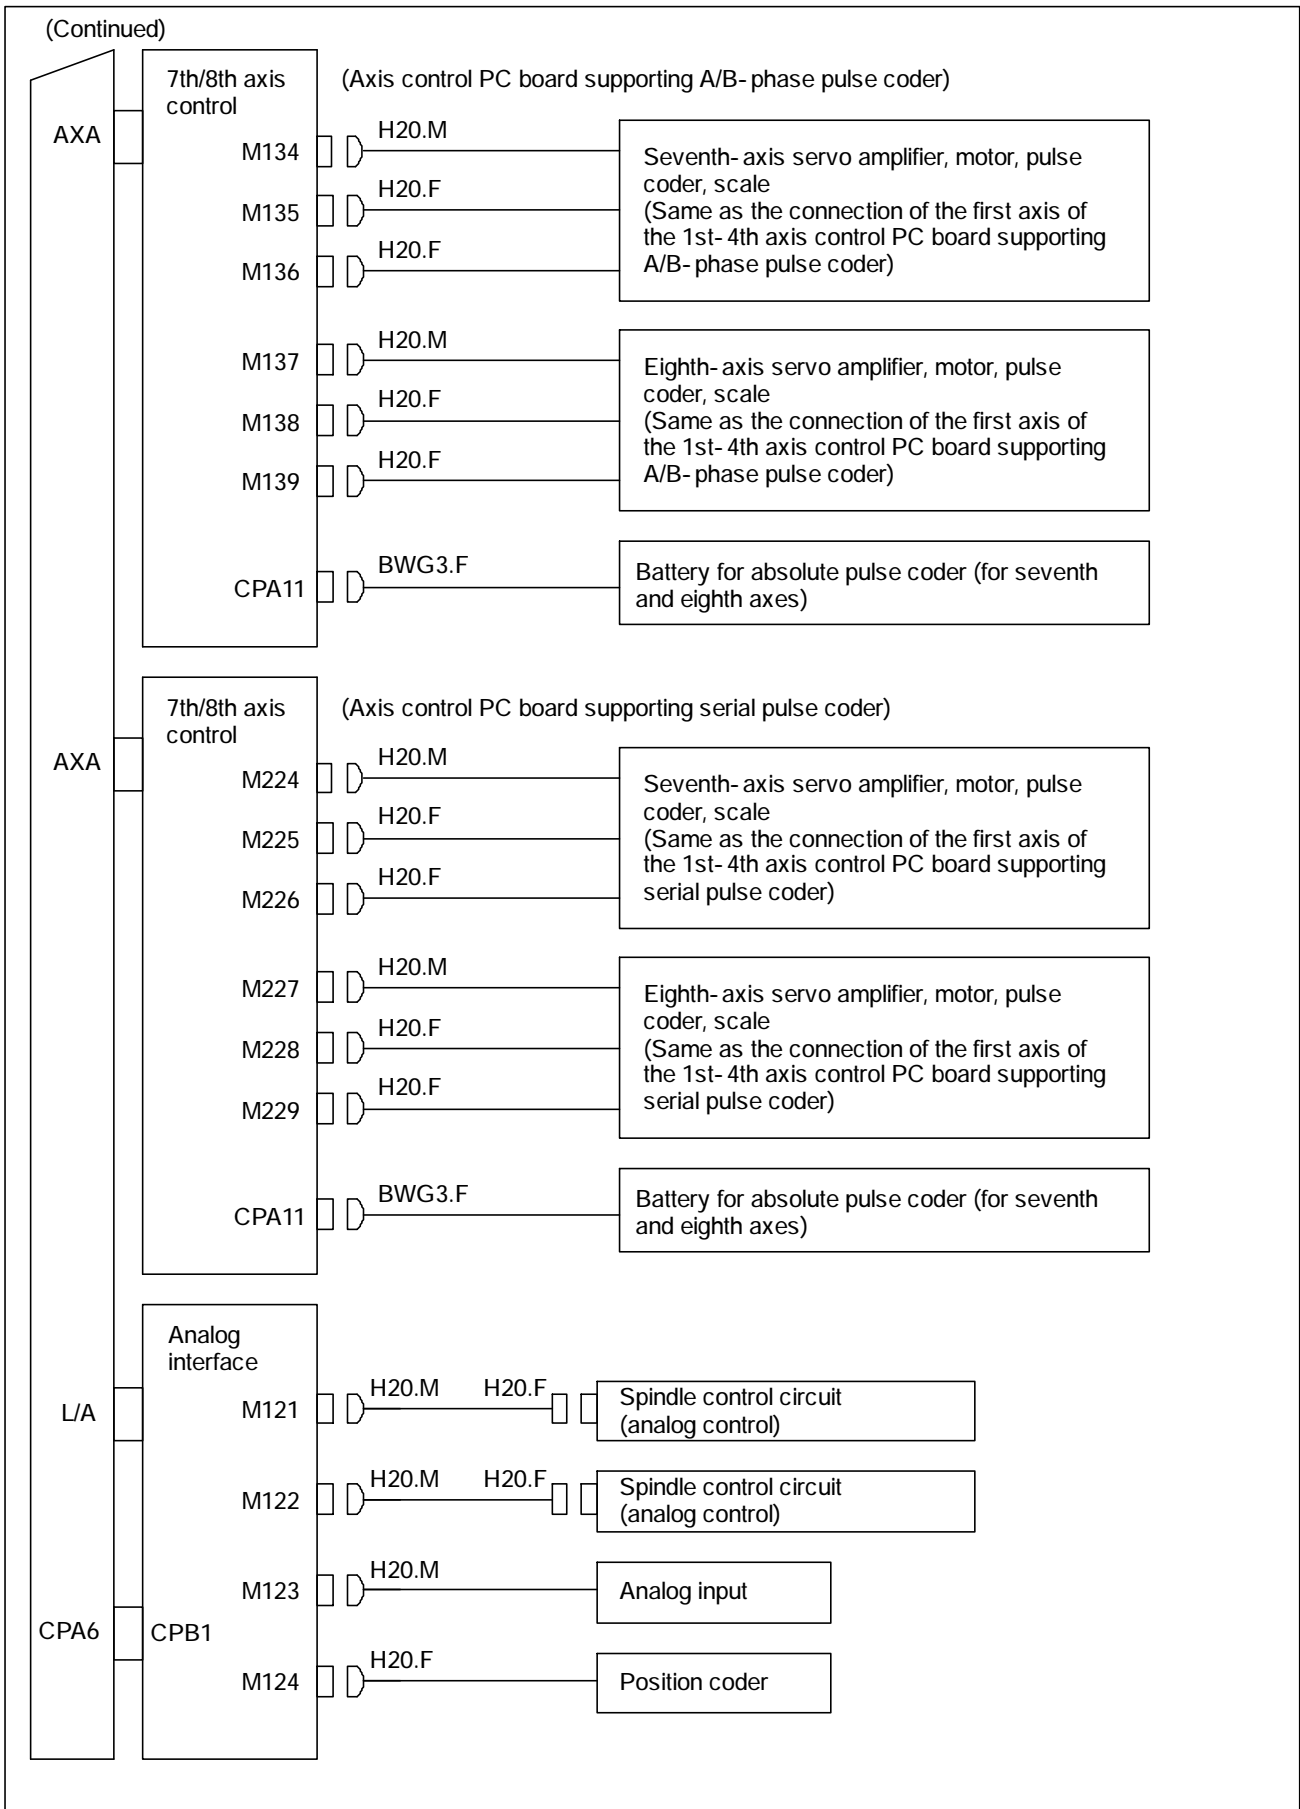 (Continued)
7th/8th axis
control
(Axis control PC board supporting A/B-phase pulse coder)
AXA
M134
H20.M
Seventh-axis servo amplifier, motor, pulse
coder, scale
(Same as the connection of the first axis of
the 1st-4th axis control PC board supporting
A/B-phase pulse coder)
M135
H20.F
M136
H20.F
M137
H20.M
Eighth-axis servo amplifier, motor, pulse
coder, scale
(Same as the connection of the first axis of
the 1st-4th axis control PC board supporting
A/B-phase pulse coder)
M138
H20.F
M139
H20.F
CPA11
BWG3.F
Battery for absolute pulse coder (for seventh
and eighth axes)
7th/8th axis
control
(Axis control PC board supporting serial pulse coder)
AXA
M224
H20.M
Seventh-axis servo amplifier, motor, pulse
coder, scale
(Same as the connection of the first axis of
the 1st-4th axis control PC board supporting
serial pulse coder)
M225
H20.F
M226
H20.F
M227
H20.M
Eighth-axis servo amplifier, motor, pulse
coder, scale
(Same as the connection of the first axis of
the 1st-4th axis control PC board supporting
serial pulse coder)
M228
H20.F
M229
H20.F
CPA11
BWG3.F
Battery for absolute pulse coder (for seventh
and eighth axes)
Analog
interface
L/A
M121
H20.M
H20.F
Spindle control circuit
(analog control)
M122
H20.M
H20.F
Spindle control circuit
(analog control)
M123
H20.M
Analog input
CPA6
CPB1
M124
H20.F
Position coder